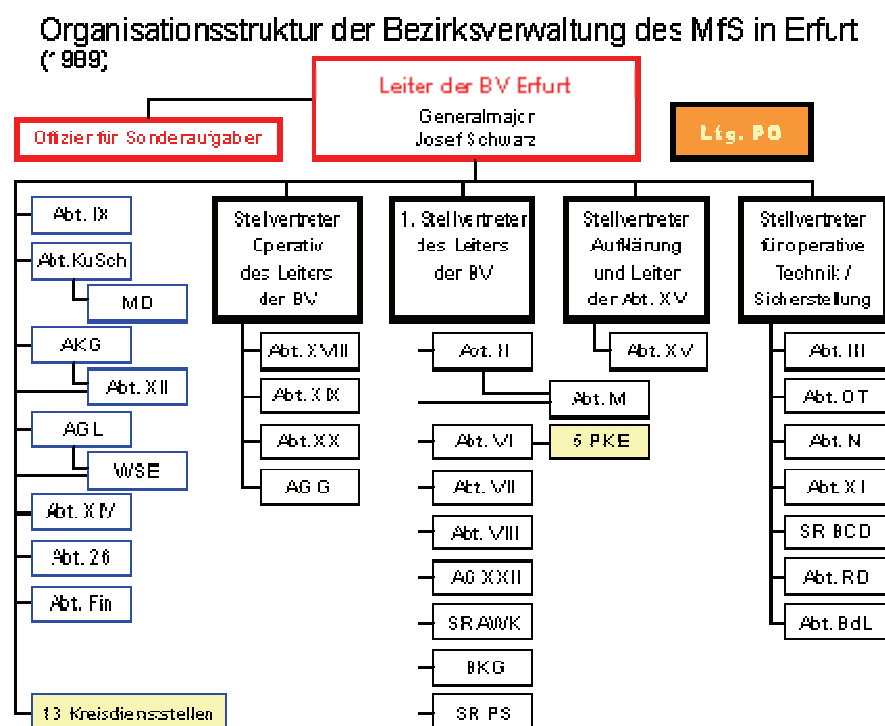 Organisationsstruktur der Bezirksverwaltung des MfS in Erfurt
(1989)
Leiter der BV Erfurt
Generalmajor
Josef Schwarz
Offizier für Sonderaufgaben
Ltg. PO
Abt. IX
Abt.KuSch
MD
AKG
Abt. XII
AGL
WSE
Abt. XIV
Abt. 26
Abt. Fin
13 Kreisdienststellen
Stellvertreter
Operativ
des Leiters
der BV
Abt. XVIII
Abt. XIX
Abt. XX
AG G
1. Stellvertreter
des Leiters
der BV
Abt. II
Abt. M
Abt. VI
5 PKE
Abt. VII
Abt. VIII
AG XXII
SR AWK
BKG
SR PS
Stellvertreter
Aufklärung
und Leiter
der Abt. XV
Abt. XV
Stellvertreter
für operative
Technik /
Sicherstellung
Abt. III
Abt. OT
Abt. N
Abt. XI
SR BCD
Abt. RD
Abt. BdL